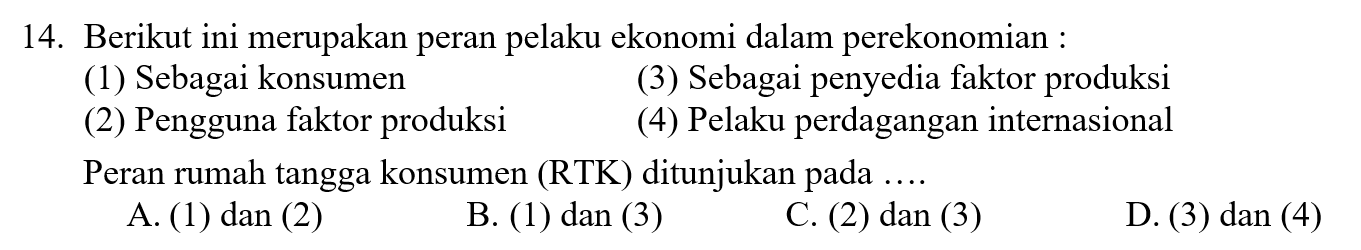 14. Berikut ini merupakan peran pelaku ekonomi dalam perekonomian :
(1) Sebagai konsumen (3) Sebagai penyedia faktor produksi
(2) Pengguna faktor produksi (4) Pelaku perdagangan internasional
Peran rumah tangga konsumen (RTK) ditunjukan pada ....
A. (1) dan (2) B. (1) dan (3) C. (2) dan (3) D. (3) dan (4)